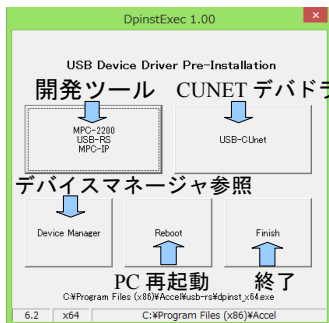 DpinstExec 1.00
×
USB Device Driver Pre-Installation
開発ツール CUNET デバドラ
MPC-2200
USB-RS
MPC-IP
USB-CUnet
デバイスマネージャ参照
Device Manager
Reboot
Finish
PC 再起動 終了
C:¥Program Files (x86)¥Accel¥usb-rs¥dpinst_x64.exe
6.2 x64 C:¥Program Files (x86)¥Accel